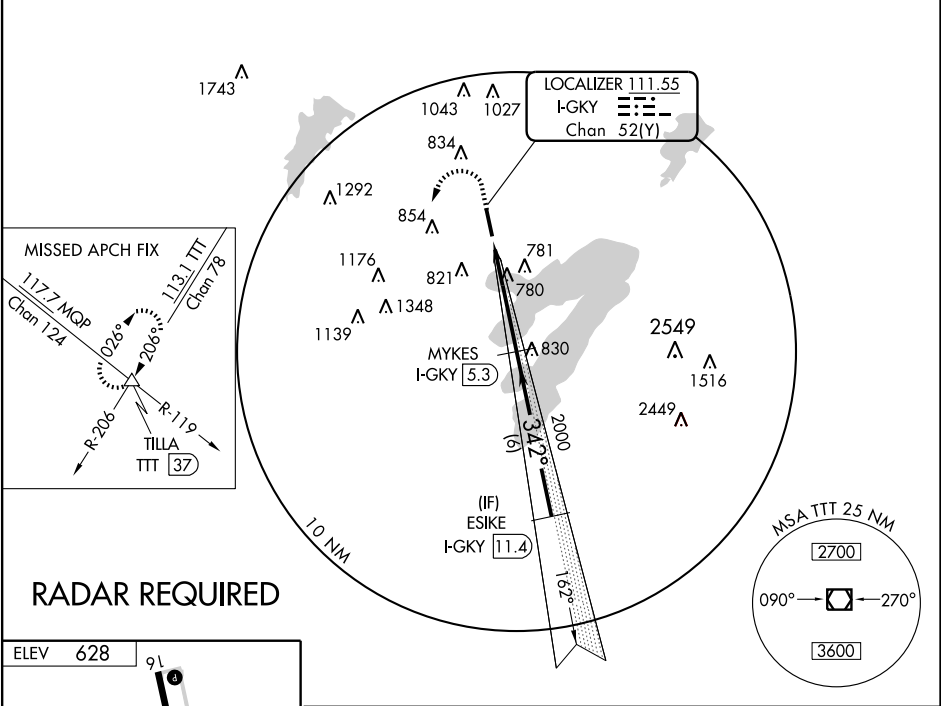 1743
1043
1027
LOCALIZER 111.55
I-GKY
Chan 52(Y)
834
1292
854
MISSED APCH FIX
117.7 MQP
Chan 124
113.1 TTT
Chan 78
026°
206°
R-206
R-119
TILLA
TTT 37
1176
821
781
780
1348
1139
MYKES
I-GKY 5.3
830
2549
1516
2449
2000
342°
(6)
(IF)
ESIKE
I-GKY 11.4
10 NM
162°
RADAR REQUIRED
MSA TTT 25 NM
2700
090°
270°
3600
ELEV 628
16
P